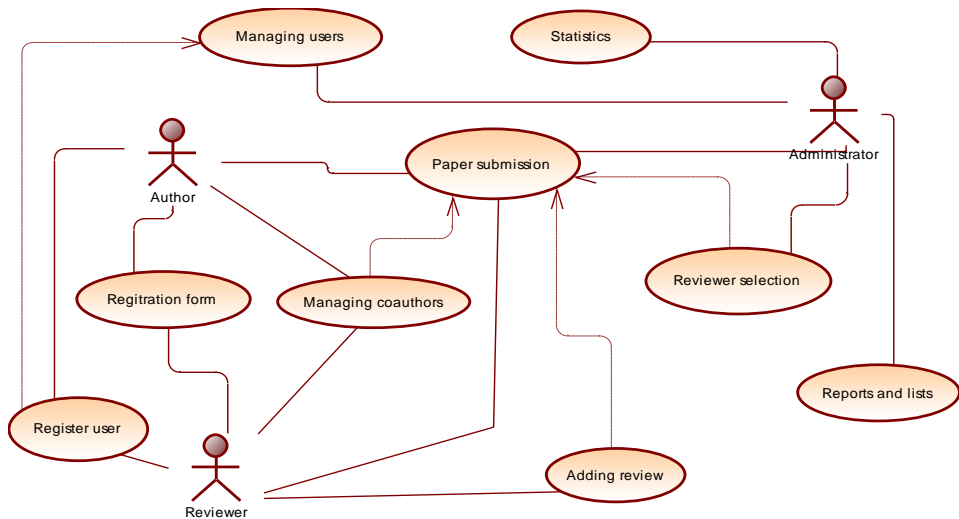 Managing users
Statistics
Administrator
Paper submission
Author
Reviewer selection
Regitration form
Managing coauthors
Reports and lists
Register user
Adding review
Reviewer